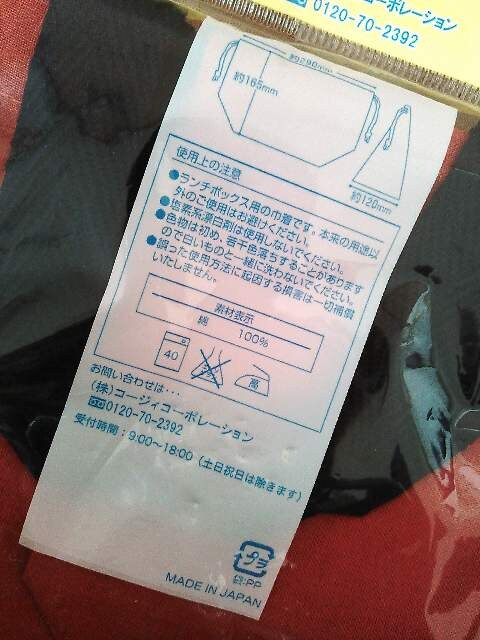 コーポレーション
0120-70-2392
約290mm
約165mm
約120mm
使用上の注意
●ランチボックス用の巾着です。本来の用途以
外のご使用はお避けください。
●塩素系漂白剤は使用しないでください。
●色物は初め、若干色落ちすることがあります
ので白いものと一緒に洗わないでください。
●誤った使用方法に起因する損害は一切補償
いたしません。
素材表示
綿 100%
40
高
お問い合わせは…
(株)コージィコーポレーション
0120-70-2392
受付時間:9:00〜18:00(土日祝日は除きます)
プラ
袋:PP
MADE IN JAPAN